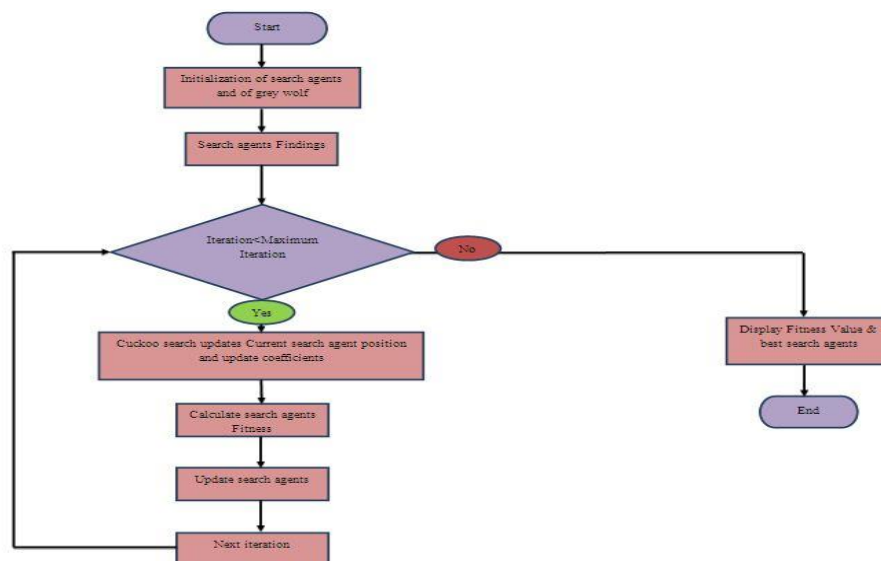 Start
Initialization of search agents
and of grey wolf
Search agents Findings
Iteration<Maximum
Iteration
No
Yes
Cuckoo search updates Current search agent position
and update coefficients
Calculate search agents
Fitness
Update search agents
Next iteration
Display Fitness Value &
best search agents
End